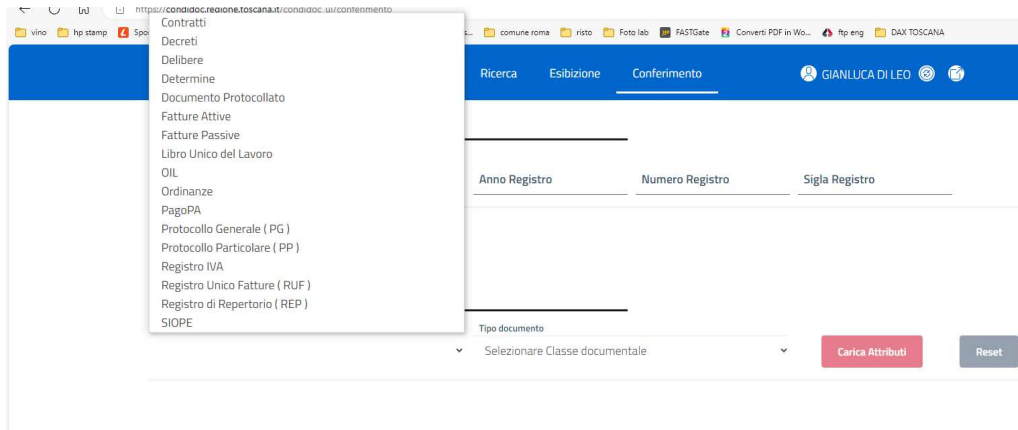 https://condidoc.regione.toscana.it/condidoc_ui/conferimento
vino hp stamp comune roma risto Foto lab FASTGate Converti PDF in Wo... ftp eng DAX TOSCANA
Ricerca Esibizione Conferimento GIANLUCA DI LEO
Contratti
Decreti
Delibere
Determine
Documento Protocollato
Fatture Attive
Fatture Passive
Libro Unico del Lavoro
OIL
Ordinanze
PagoPA
Protocollo Generale ( PG )
Protocollo Particolare ( PP )
Registro IVA
Registro Unico Fatture ( RUF )
Registro di Repertorio ( REP )
SIOPE
Anno Registro Numero Registro Sigla Registro
Tipo documento
Selezionare Classe documentale Carica Attributi Reset